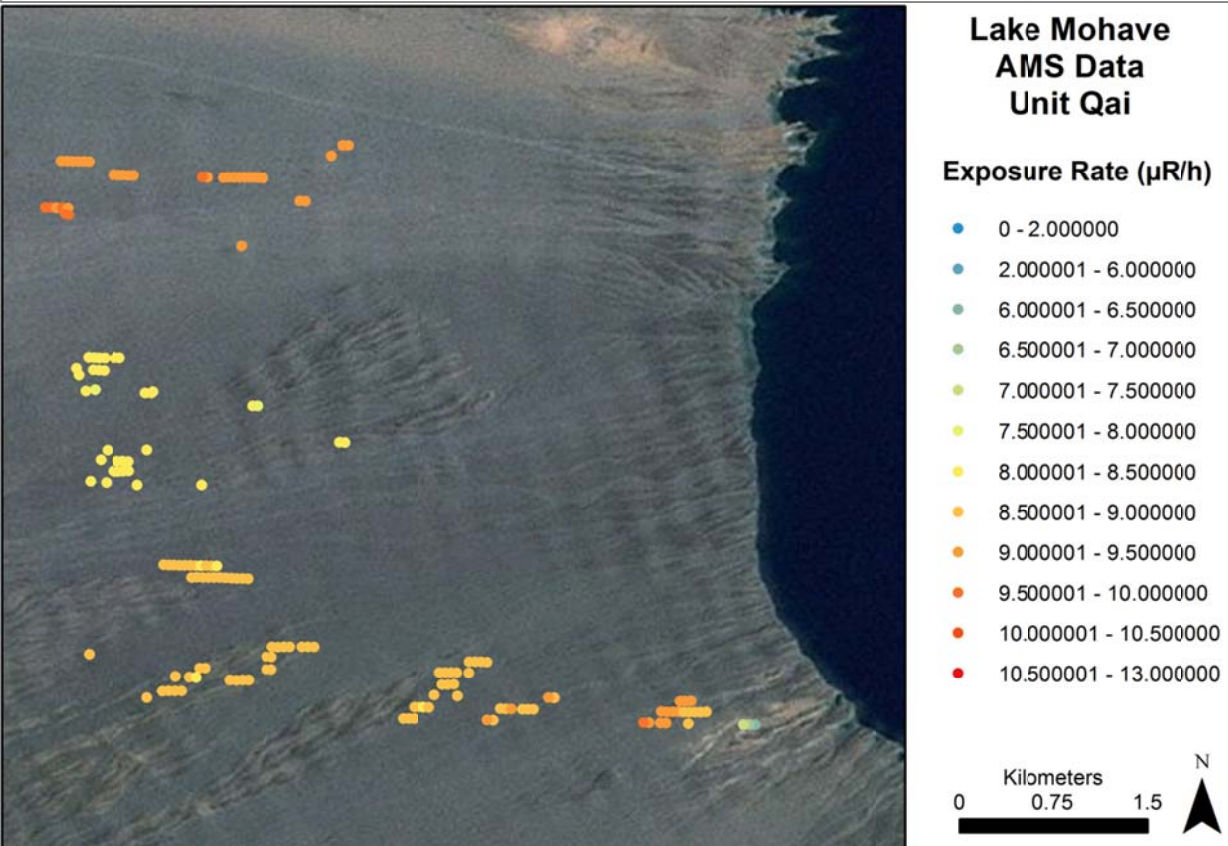 Lake Mohave
AMS Data
Unit Qai
Exposure Rate (µR/h)
0 - 2.000000
2.000001 - 6.000000
6.000001 - 6.500000
6.500001 - 7.000000
7.000001 - 7.500000
7.500001 - 8.000000
8.000001 - 8.500000
8.500001 - 9.000000
9.000001 - 9.500000
9.500001 - 10.000000
10.000001 - 10.500000
10.500001 - 13.000000
N
Kilometers
0 0.75 1.5